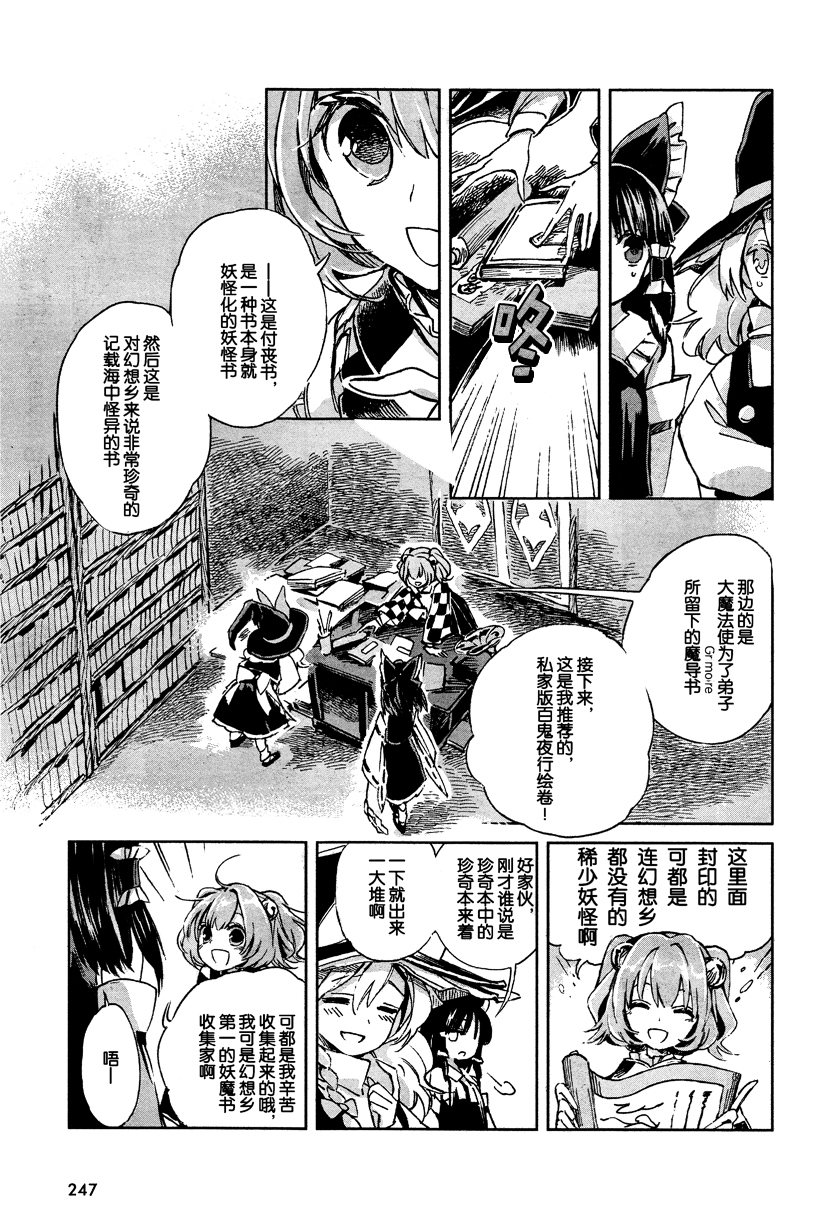 咚
——这是付丧书，
是一种书本身就
妖怪化的妖怪书
然后这是
对幻想乡来说非常珍奇的
记载海中怪异的书
那边的是
大魔法使为了弟子
所留下的魔导书
Grimoire
接下来，
这是我推荐的，
私家版百鬼夜行绘卷！
这里面
封印的
可都是
连幻想乡
都没有的
稀少妖怪啊
好家伙，
刚才谁说是
珍奇本中的
珍奇本来着
一下就出来
一大堆啊
可都是我辛苦
收集起来的哦，
我可是幻想乡
第一的妖魔书
收集家啊
唔—
247